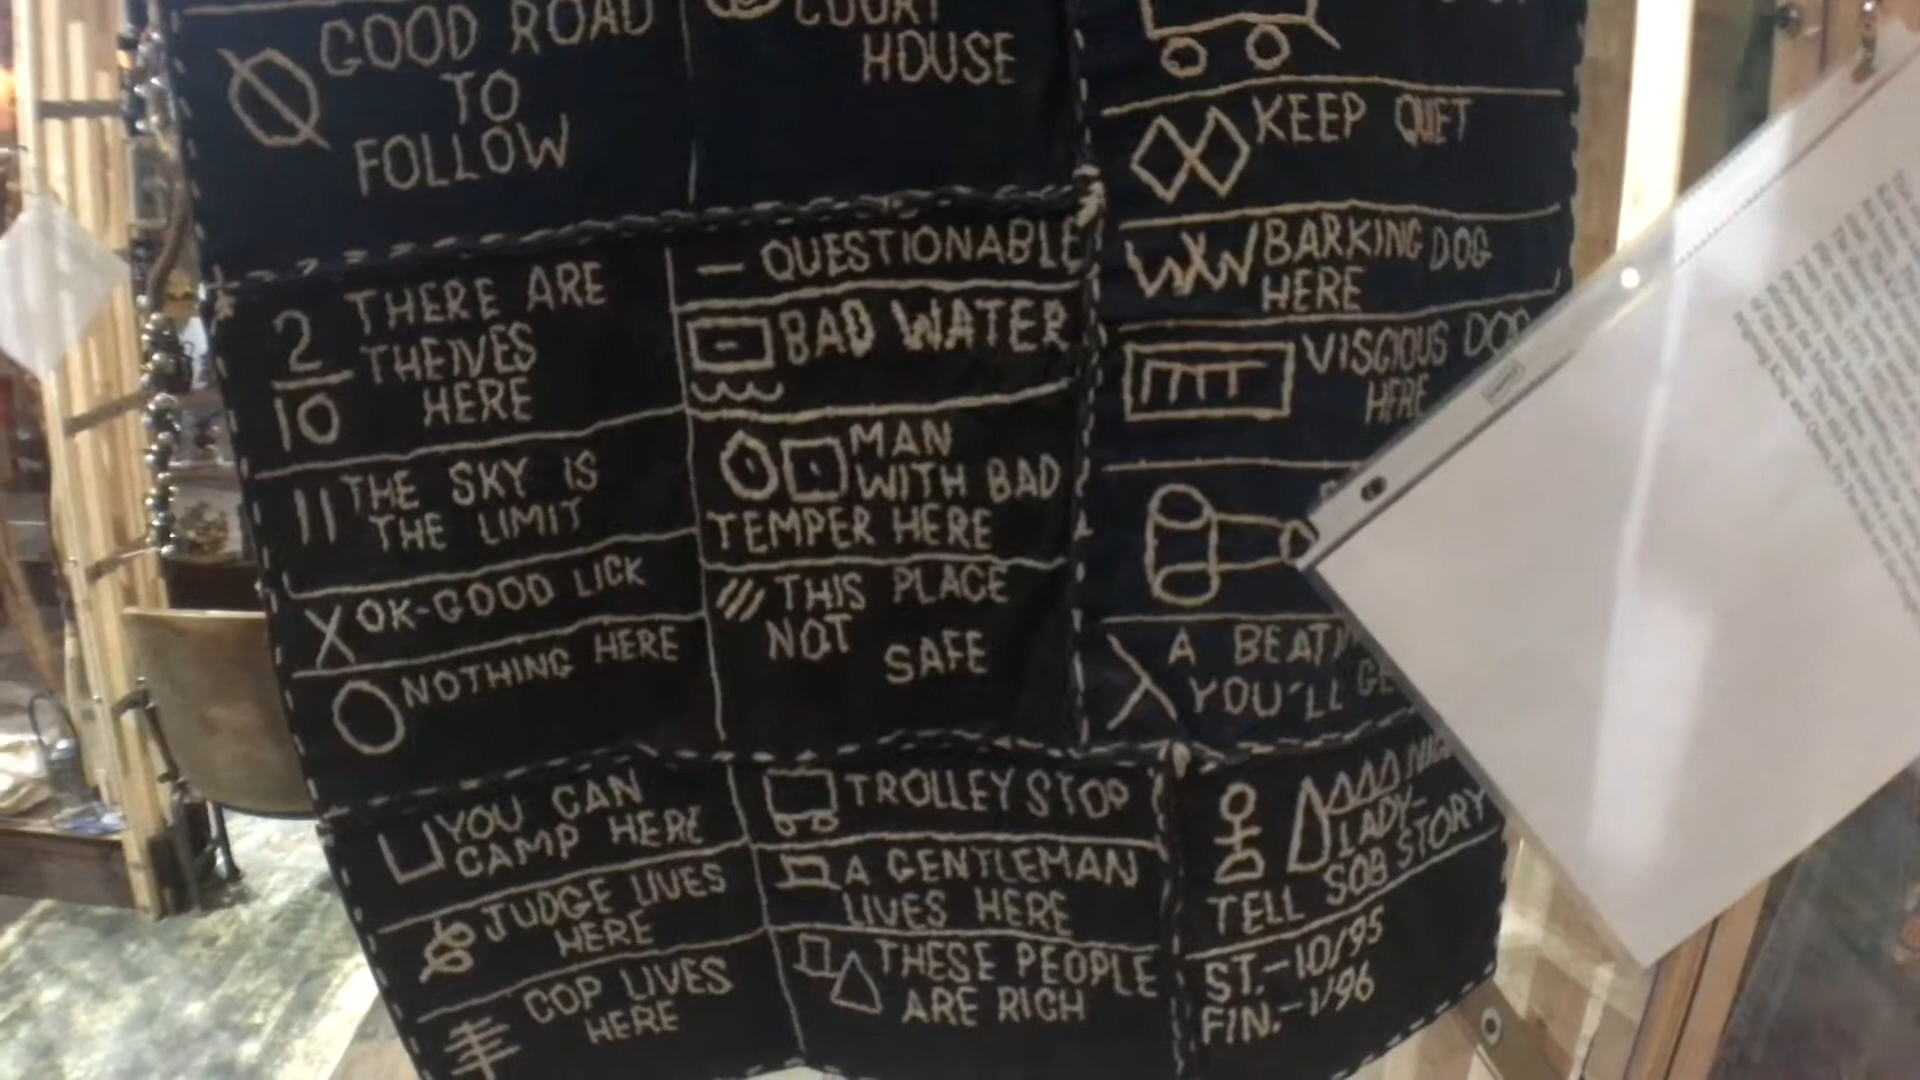 GOOD ROAD
TO
FOLLOW
COURT
HOUSE
KEEP QUIET
BARKING DOG
HERE
VISCIOUS DOG
HERE
2
10
THERE ARE
THEIVES
HERE
THE SKY IS
THE LIMIT
OK-GOOD LICK
NOTHING HERE
QUESTIONABLE
BAD WATER
MAN
WITH BAD
TEMPER HERE
THIS PLACE
NOT
SAFE
A
YOU'LL
YOU CAN
CAMP HERE
JUDGE LIVES
HERE
COP LIVES
HERE
TROLLEY STOP
A GENTLEMAN
LIVES HERE
THESE PEOPLE
ARE RICH
LADY-
TELL SOB STORY
ST.-10/95
FIN.-1/96